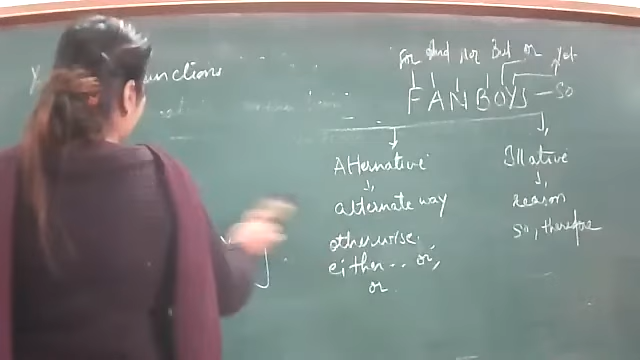 For And Nor But or Yet
FANBOYS — So
Alternative
alternate way
otherwise,
either.. or,
or
Illative
reason
so, therefore